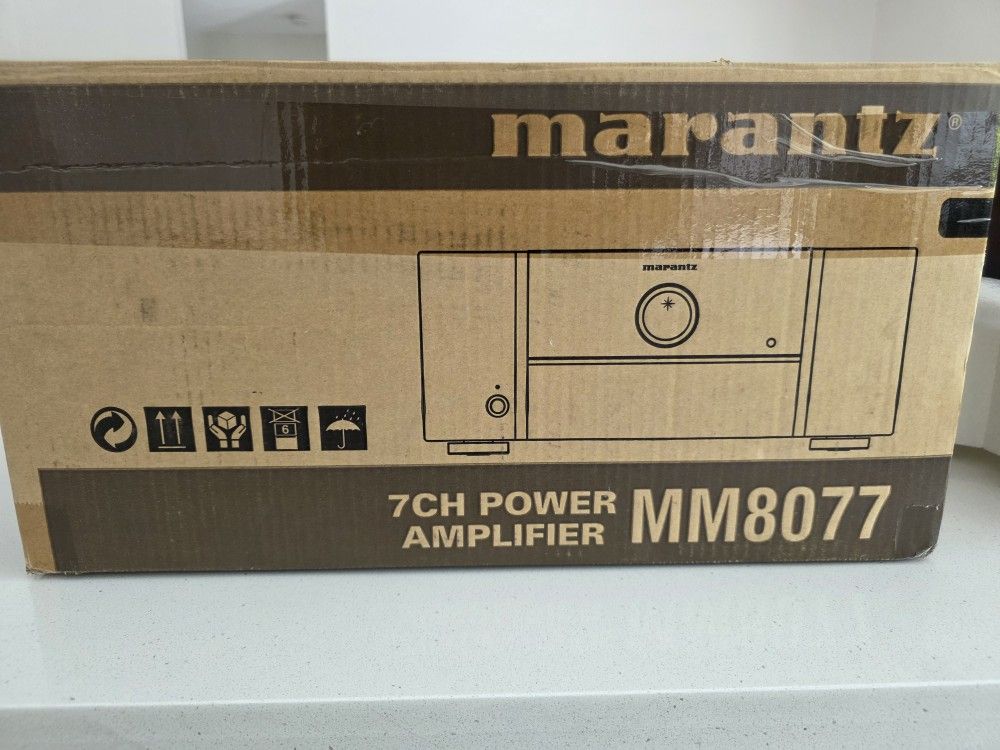 marantz®
marantz
6
7CH POWER
AMPLIFIER
MM8077